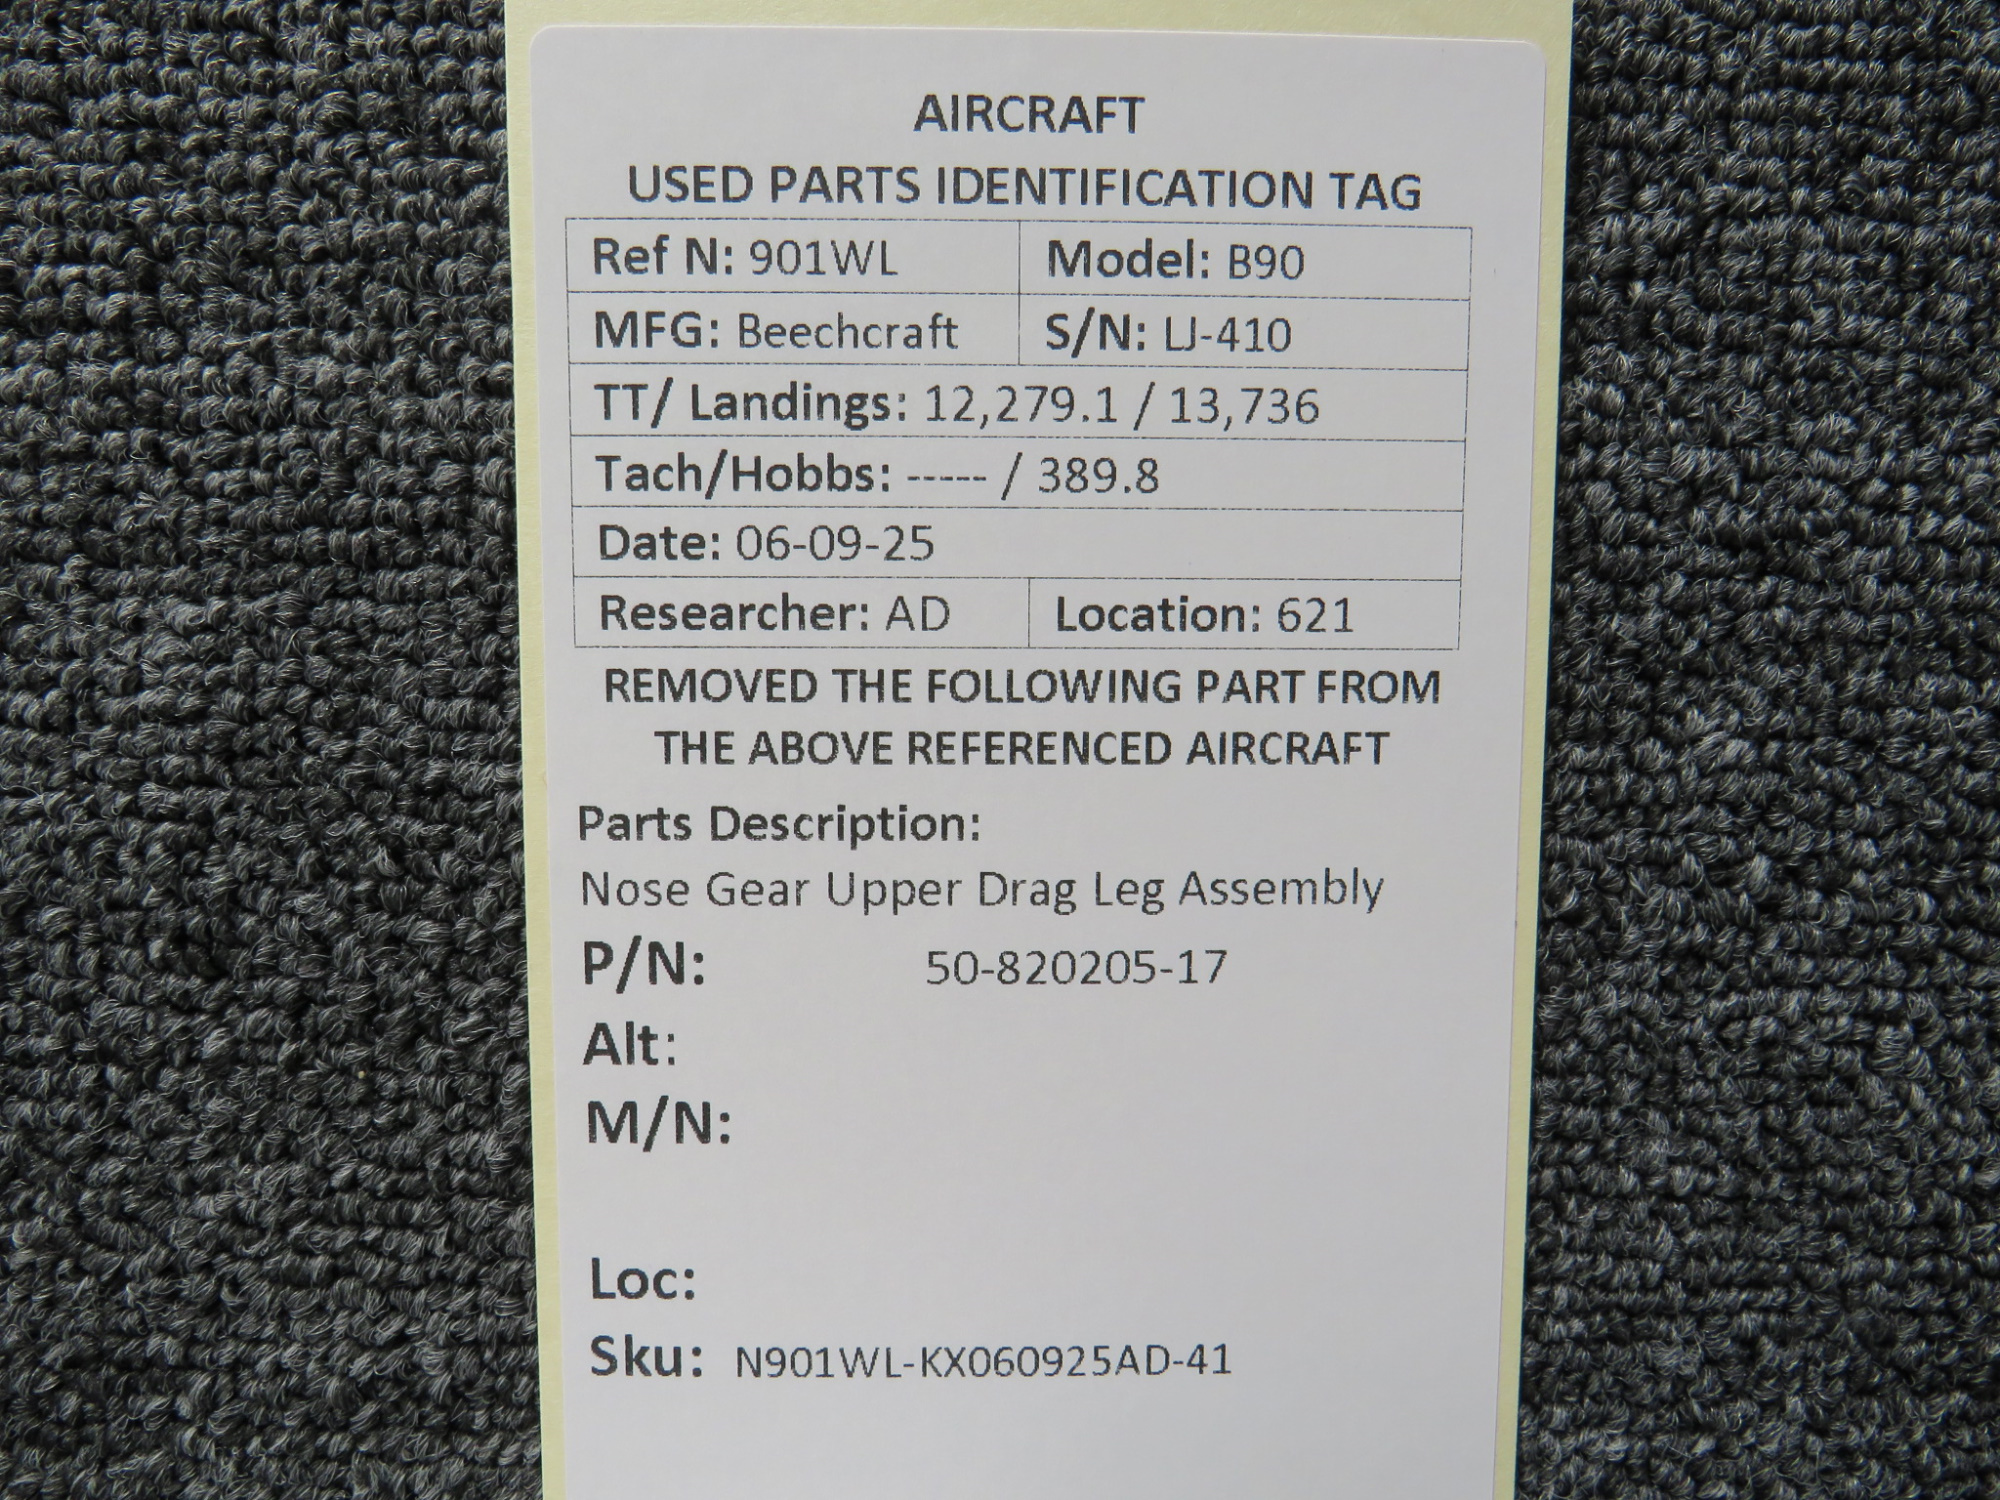 AIRCRAFT
USED PARTS IDENTIFICATION TAG
Ref N: 901WL Model: B90
MFG: Beechcraft S/N: LJ-410
TT/ Landings: 12,279.1 / 13,736
Tach/Hobbs: ----- / 389.8
Date: 06-09-25
Researcher: AD Location: 621
REMOVED THE FOLLOWING PART FROM
THE ABOVE REFERENCED AIRCRAFT
Parts Description:
Nose Gear Upper Drag Leg Assembly
P/N: 50-820205-17
Alt:
M/N:
Loc:
Sku: N901WL-KX060925AD-41